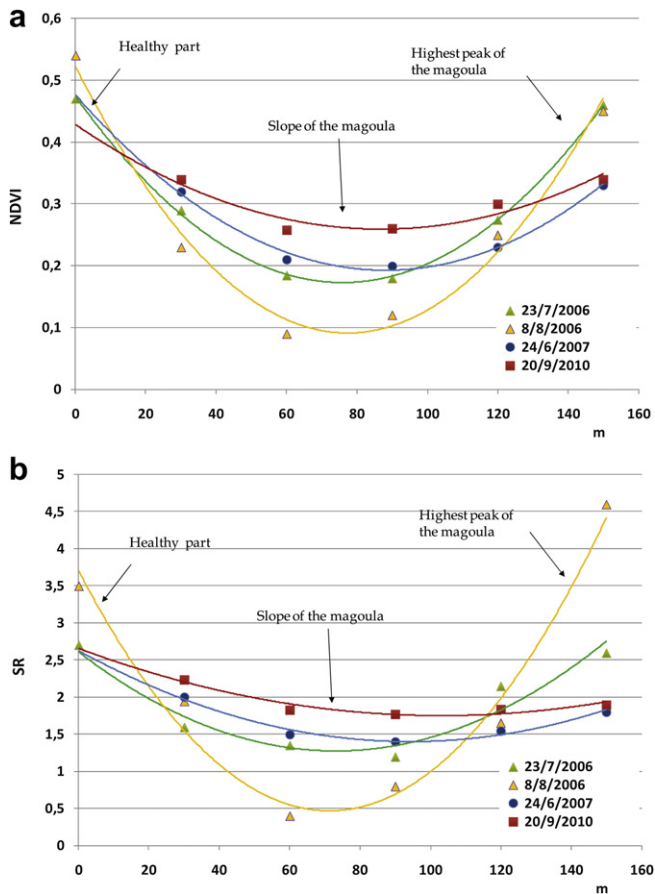 a
0,6
0,5
0,4
0,3
0,2
0,1
0
NDVI
Healthy part
Highest peak of
the magoula
Slope of the magoula
23/7/2006
8/8/2006
24/6/2007
20/9/2010
0 20 40 60 80 100 120 140 160
m
b
5
4,5
4
3,5
3
2,5
2
1,5
1
0,5
0
SR
Healthy part
Highest peak of
the magoula
Slope of the magoula
23/7/2006
8/8/2006
24/6/2007
20/9/2010
0 20 40 60 80 100 120 140 160
m